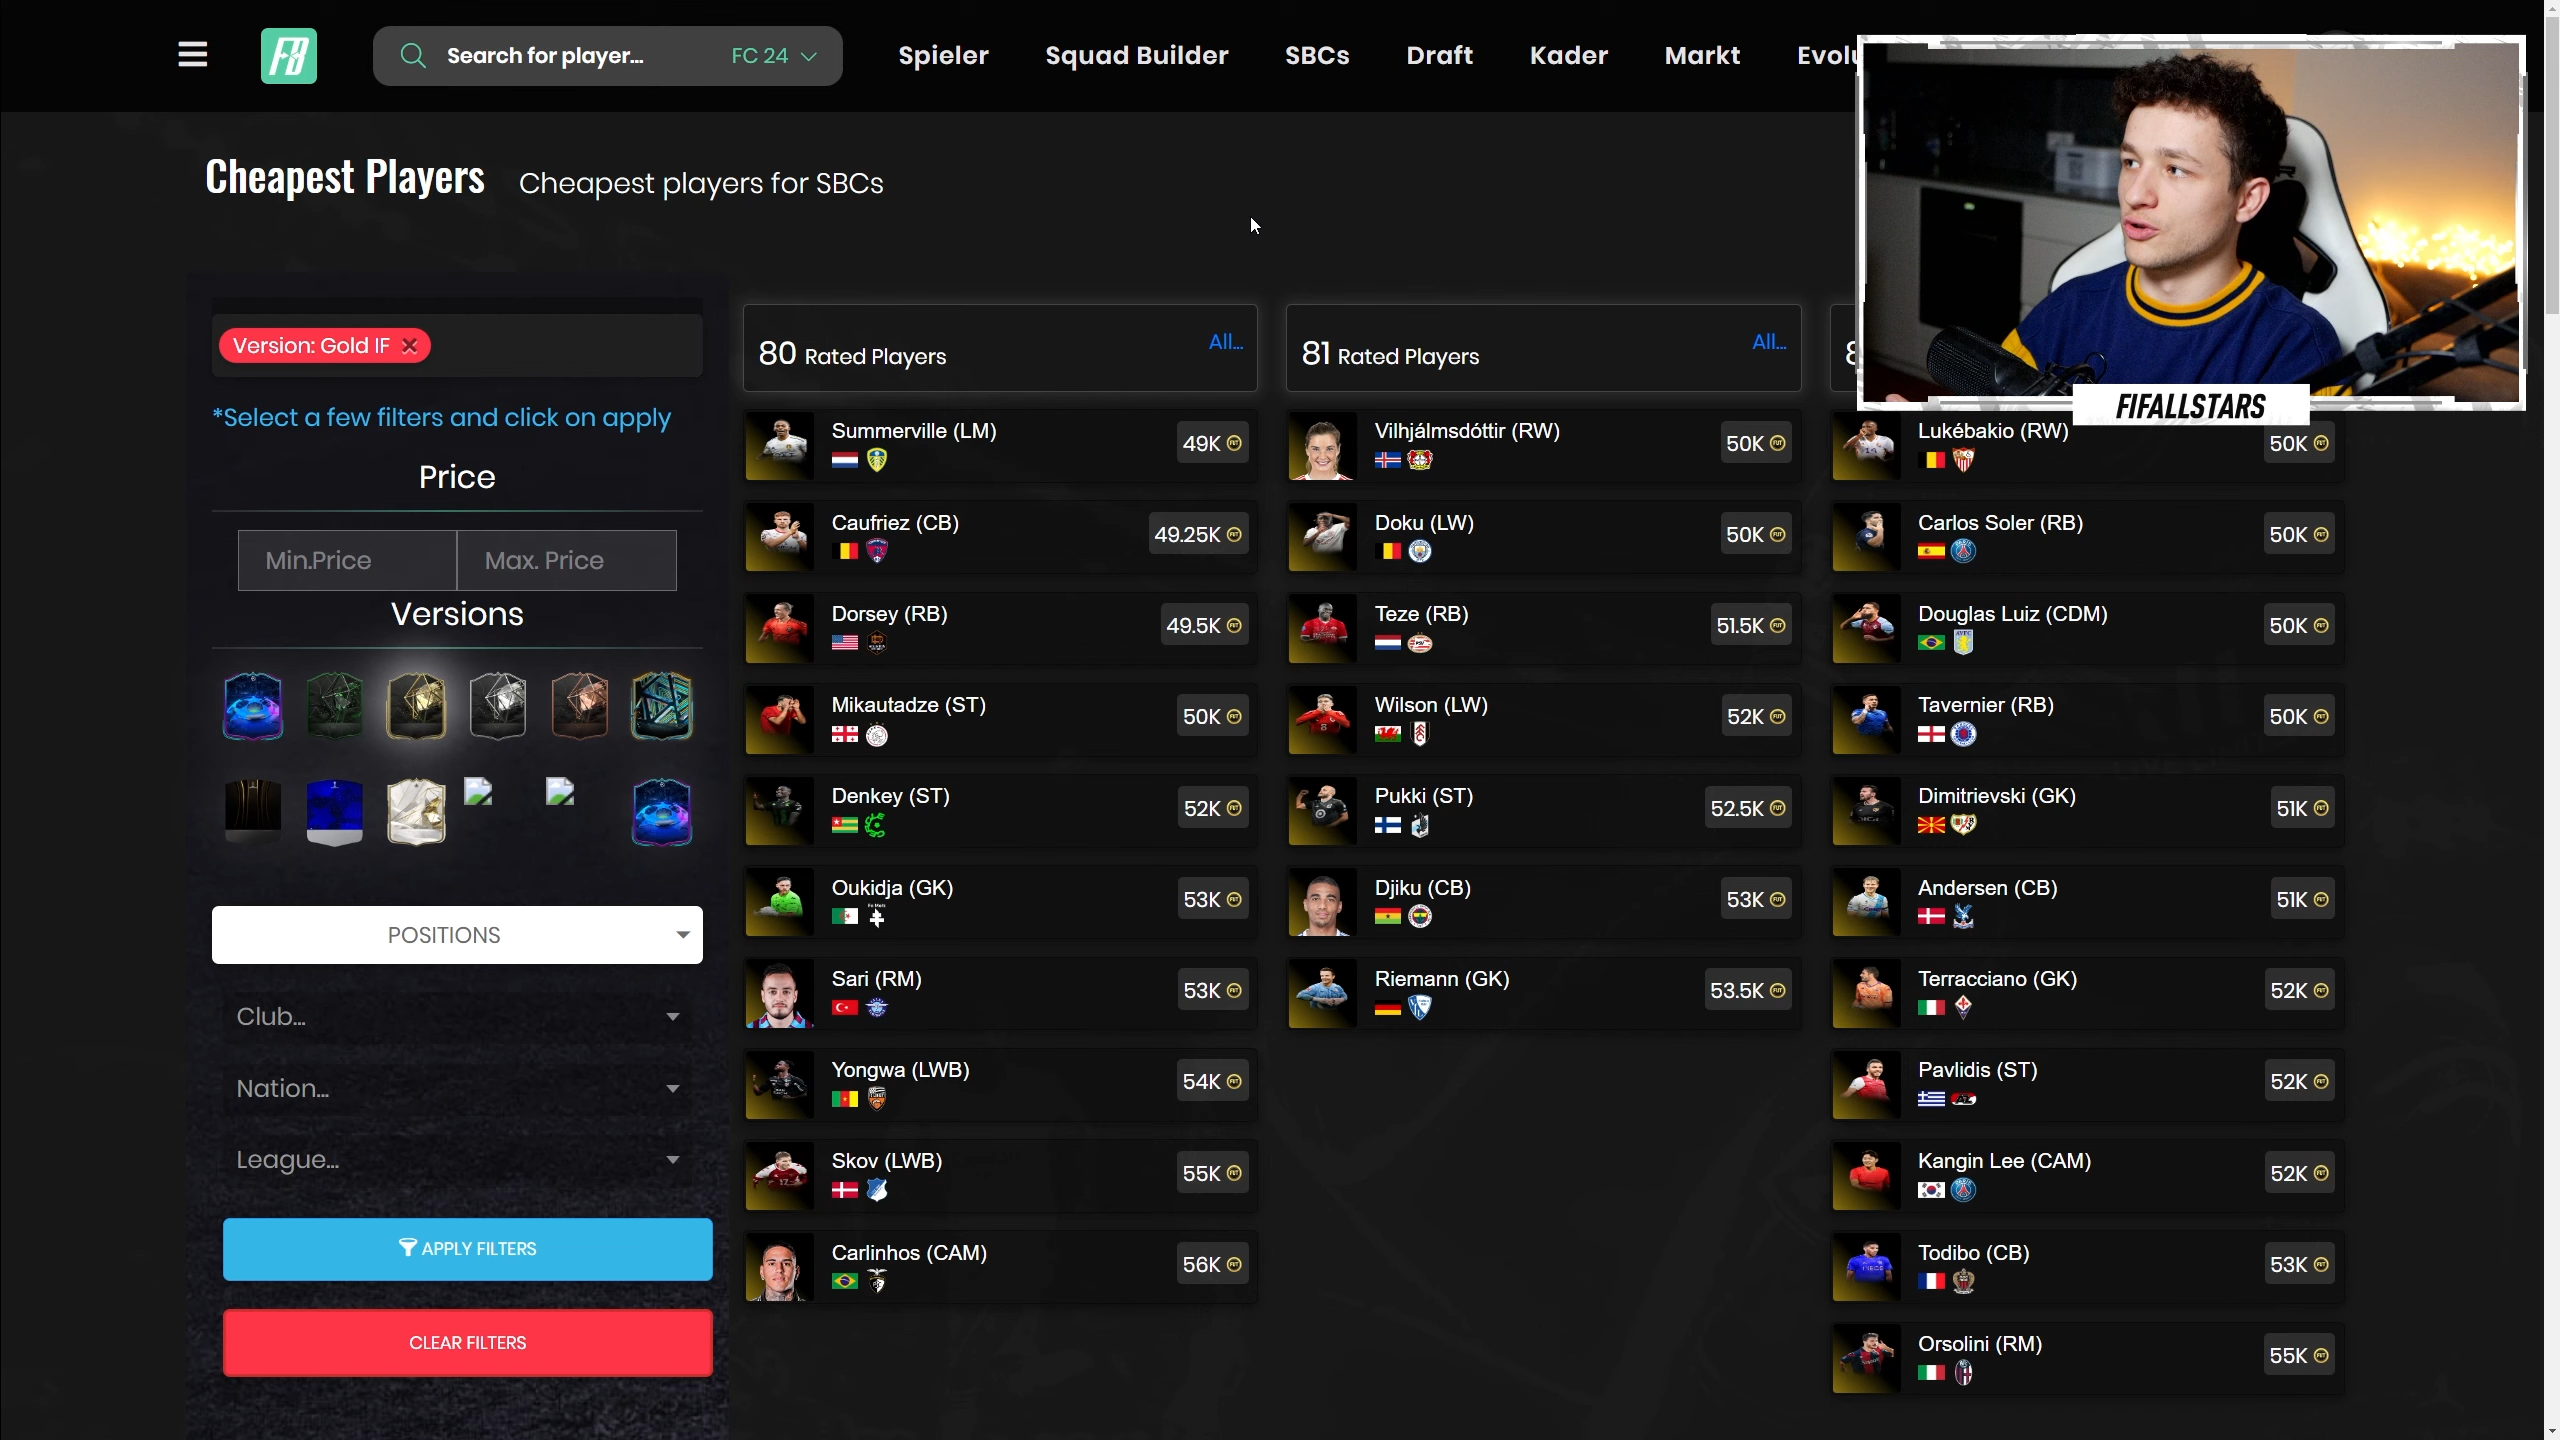 Search for player...
FC 24
Spieler
Squad Builder
SBCs
Draft
Kader
Markt
Evolu
Cheapest Players
Cheapest players for SBCs
FIFALLSTARS
Version: Gold IF
*Select a few filters and click on apply
Price
Min.Price
Max. Price
Versions
POSITIONS
Club...
Nation...
League...
APPLY FILTERS
CLEAR FILTERS
80 Rated Players
All...
Summerville (LM)
49K
Caufriez (CB)
49.25K
Dorsey (RB)
49.5K
Mikautadze (ST)
50K
Denkey (ST)
52K
Oukidja (GK)
53K
Sari (RM)
53K
Yongwa (LWB)
54K
Skov (LWB)
55K
Carlinhos (CAM)
56K
81 Rated Players
All...
Vilhjálmsdóttir (RW)
50K
Doku (LW)
50K
Teze (RB)
51.5K
Wilson (LW)
52K
Pukki (ST)
52.5K
Djiku (CB)
53K
Riemann (GK)
53.5K
Lukébakio (RW)
50K
Carlos Soler (RB)
50K
Douglas Luiz (CDM)
50K
Tavernier (RB)
50K
Dimitrievski (GK)
51K
Andersen (CB)
51K
Terracciano (GK)
52K
Pavlidis (ST)
52K
Kangin Lee (CAM)
52K
Todibo (CB)
53K
Orsolini (RM)
55K